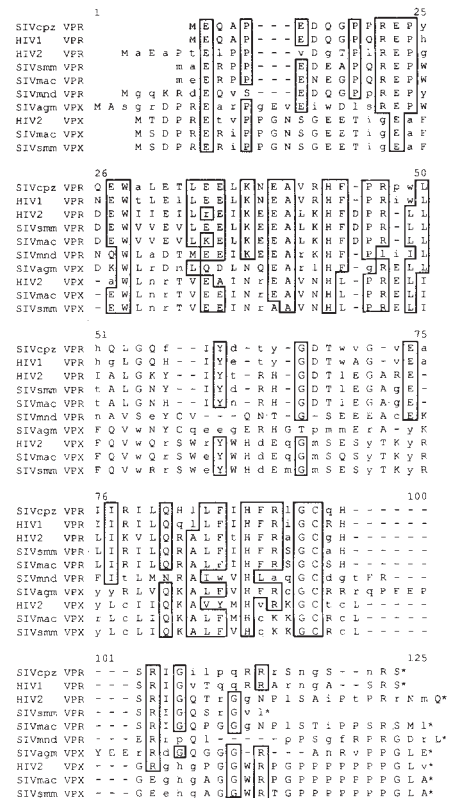 1 25
SIVcpz VPR M E Q A P - - - E D Q G P P R E P y
HIV1 VPR M E Q A P - - - E D Q G P Q R E P h
HIV2 VPR M a E a P t E l P P - - - v D g T P l R E P g
SIVsmm VPR m a E R P P - - - E D E A P Q R E P W
SIVmac VPR m e E R P P - - - E N E G P Q R E P W
SIVmnd VPR M g q K R d E Q v S - - - E D Q G P p R E P W
SIVagm VPX M A s g r D P R E a r P g E v E i w D l s R E P W
HIV2 VPX M T D P R E t v P P G N S G E E T i g E a F
SIVmac VPX M S D P R E R i P P G N S G E E T i g E a F
SIVsmm VPX M S D P R E R i P P G N S G E E T i g E a F
26 50
SIVcpz VPR Q E W a L E T L E E L K N E A V R H F - P R p w L
HIV1 VPR N E W t L E l L E E L K N E A V R H F - P R i w L
HIV2 VPR D E W I I E I L r E I K E E A L K H F D P R - L L
SIVsmm VPR D E W V V E V L E E L K E E A L K H F D P R - L L
SIVmac VPR D E W V V E V L K E L K E E A L K H F D P R - L L
SIVmnd VPR N Q W L a D T M E E I K E E A r K H F - P l i I L
SIVagm VPX D K W L r D m L Q D L N Q E A r l H F - g R E L L
HIV2 VPX - a W L n r T V E A I N R e A V N H L - P R E L I
SIVmac VPX - E W L N r T V E E I N r E A V N H L - P R E L I
SIVsmm VPX - E W L N r T V E E I N r A A V N H L - P R E L I
51 75
SIVcpz VPR h Q L G Q f - - I Y d - t y - G D T w v G - v E a
HIV1 VPR h g L G Q H - - I Y e - t y - G D T w A G - v E a
HIV2 VPR t A L G N Y - - I Y t - R H - G D T l E G A R E -
SIVsmm VPR t A L G N Y - - I Y d - R H - G D T l E G A g E -
SIVmac VPR t A L G N H - - I Y n - R H - G D T l E G A g E -
SIVmnd VPR n A V S e Y C V - - - Q N T - G - S E E E A c E K
SIVagm VPX F Q V w N Y C q e e g E R H G T p m m E r A - y K
HIV2 VPX F Q V w Q r S W r Y W H d E Q G m S E S y T K y R
SIVmac VPX F Q V w Q r S W e Y W H d E q G m S Q S y T K y R
SIVsmm VPX F Q V w R r S W e Y W H d E m G m S E S y T K y R
76 100
SIVcpz VPR I I R I L Q H l L F I H F R l G C q H - - - - -
HIV1 VPR I I R I L Q q l L F I H F R i G C R H - - - - -
HIV2 VPR L I K V L Q R A L F t H F R a G C R H - - - - -
SIVsmm VPR L I R I L Q R A L F I H F R S G C a H - - - - -
SIVmac VPR L I R I L Q R A L F I H F R S G C S H - - - - -
SIVmnd VPR F I t L M N R A I w V H L a q G C d g t F R - -
SIVagm VPX y y R L V Q K A L F V H F R C G C R R r q P F E P
HIV2 VPX y L c I I Q K A V Y M H v R K G C t c L - - - -
SIVmac VPX r L c L I Q K A L F M H c K K G C R c L - - - -
SIVsmm VPX y L c L I Q K A L F V H c K K G C R c L - - - -
101 125
SIVcpz VPR - - - S R I G i l p q R R r S n g S - - n R S*
HIV1 VPR - - - S R I G v T q q R R A r n g A - - S R S*
HIV2 VPR - - - S R I G Q T r G g N P l S A i P t P R r N m Q*
SIVsmm VPR - - - S R I G Q S r G v l*
SIVmac VPR - - - S R I G Q P G G G N P l S T I P P S R S M l*
SIVmnd VPR - - - E R i p Q l - - - - - p P S g f R P R G D r L*
SIVagm VPX Y E E r R d G Q G G G - R - - - A n R v P P G L E*
HIV2 VPX - - - G R g h g P G G W R P G P P P P P P P G L v*
SIVmac VPX - - - G E g h q A G G W R P G P P P P P P P G L A*
SIVsmm VPX - - - G E e h q A G G W R T G P P P P P P P G L A*